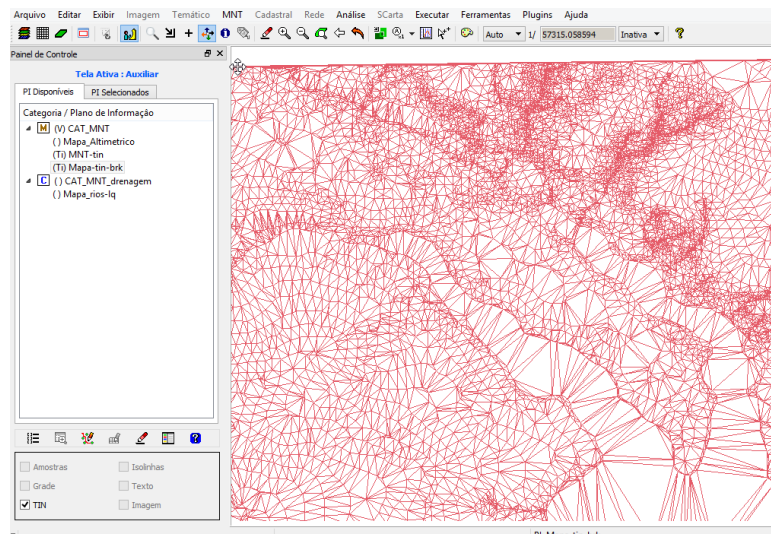 Arquivo Editar Exibir Imagem Temático MNT Cadastral Rede Análise SCarta Executar Ferramentas Plugins Ajuda
Auto 1/ 57315.058594 Inativa
Painel de Controle
Tela Ativa : Auxiliar
PI Disponíveis PI Selecionados
Categoria / Plano de Informação
M (V) CAT_MNT
( ) Mapa_Altimetrico
(Ti) MNT-tin
(Ti) Mapa-tin-brk
C ( ) CAT_MNT_drenagem
( ) Mapa_rios-lq
Amostras Isolinhas
Grade Texto
TIN Imagem